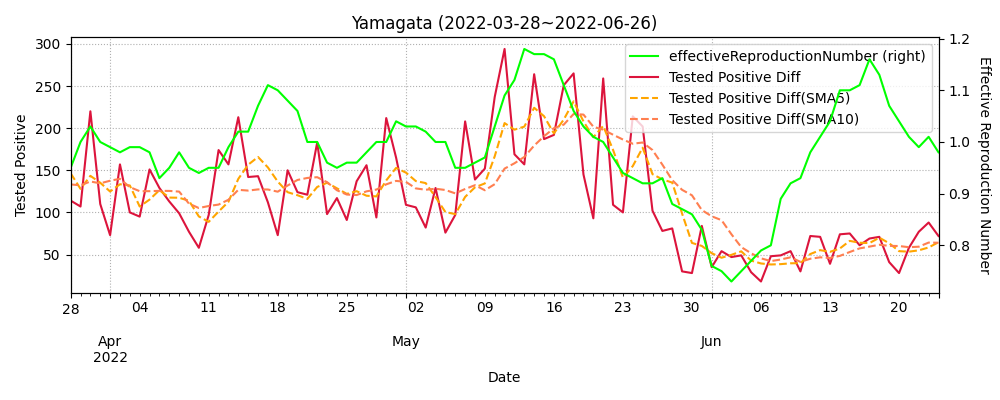 Yamagata (2022-03-28~2022-06-26)
effectiveReproductionNumber (right)
Tested Positive Diff
Tested Positive Diff(SMA5)
Tested Positive Diff(SMA10)
Tested Positive
300
250
200
150
100
50
1.2
1.1
1.0
0.9
0.8
Effective Reproduction Number
28 04 11 18 25 02 09 16 23 30 06 13 20
Apr May Jun
2022
Date